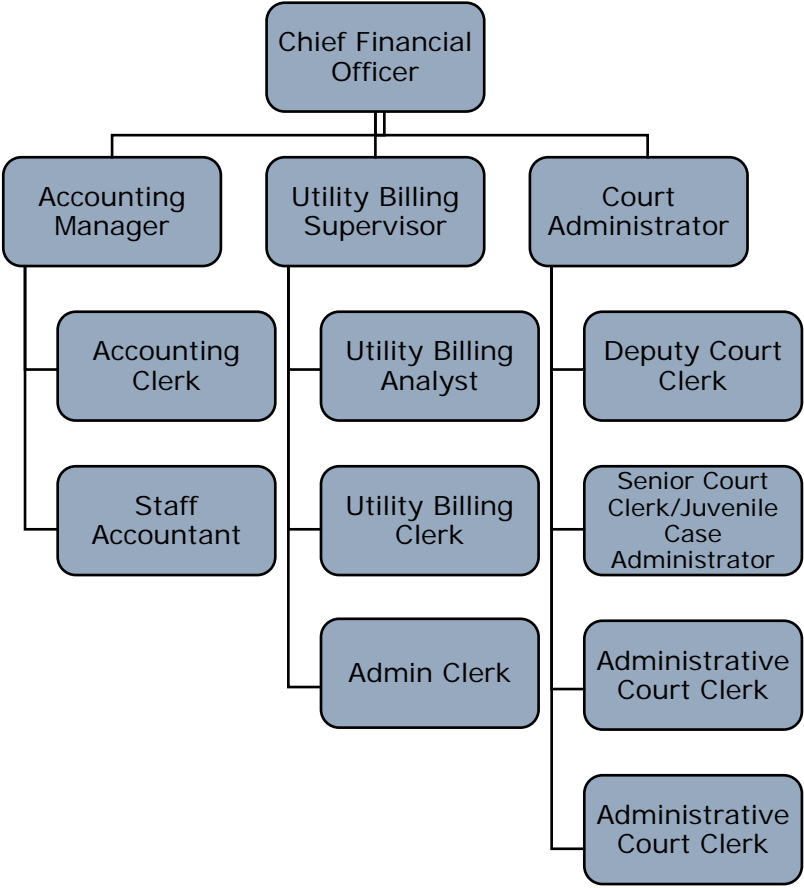 Chief Financial
Officer
Accounting
Manager
Utility Billing
Supervisor
Court
Administrator
Accounting
Clerk
Utility Billing
Analyst
Deputy Court
Clerk
Staff
Accountant
Utility Billing
Clerk
Senior Court
Clerk/Juvenile
Case
Administrator
Admin Clerk
Administrative
Court Clerk
Administrative
Court Clerk